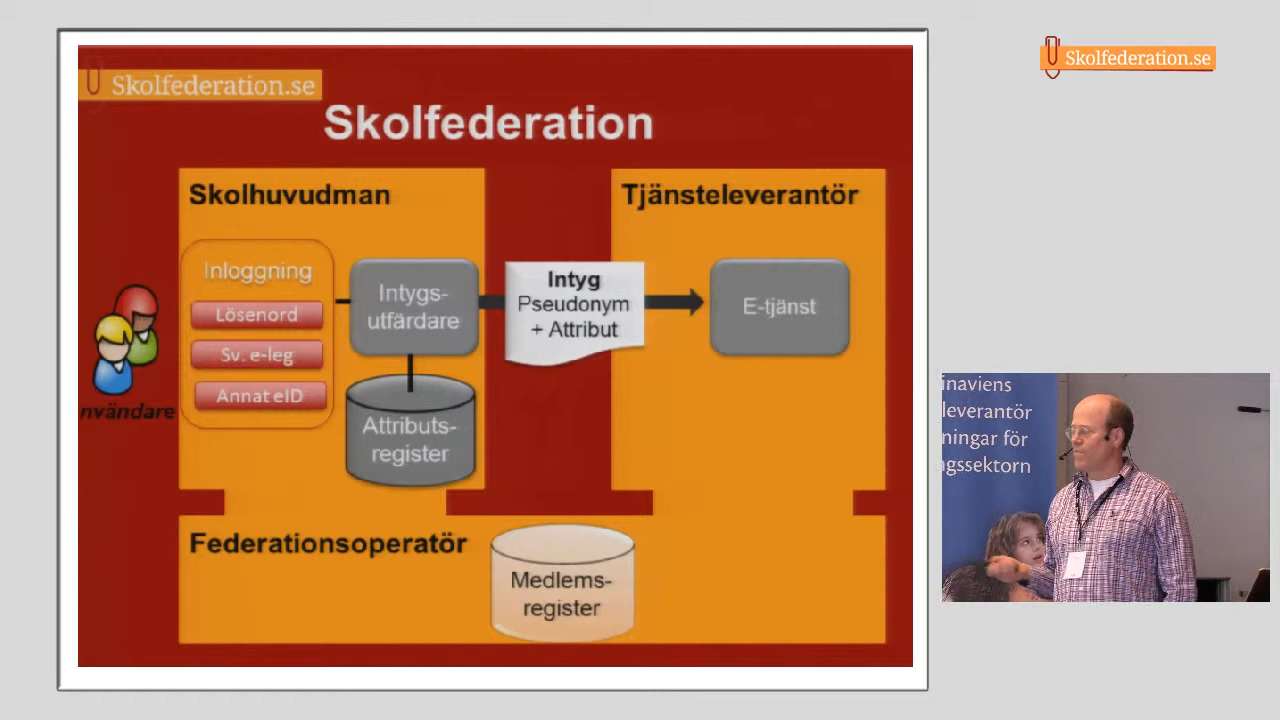 Skolfederation.se
Skolfederation.se
Skolfederation
Skolhuvudman
Tjänsteleverantör
Inloggning
Lösenord
Sv. e-leg
Annat eID
nvändare
Intygs-
utfärdare
Attributs-
register
Intyg
Pseudonym
+ Attribut
E-tjänst
Federationsoperatör
Medlems-
register
inaviens
leverantör
ningar för
gssektorn